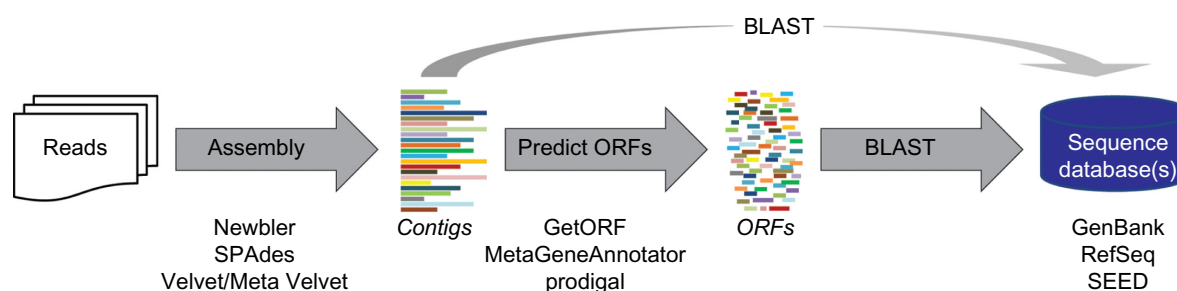 BLAST
Reads
Assembly
Predict ORFs
BLAST
Sequence
database(s)
Newbler
SPAdes
Velvet/Meta Velvet
Contigs
GetORF
MetaGeneAnnotator
prodigal
ORFs
GenBank
RefSeq
SEED